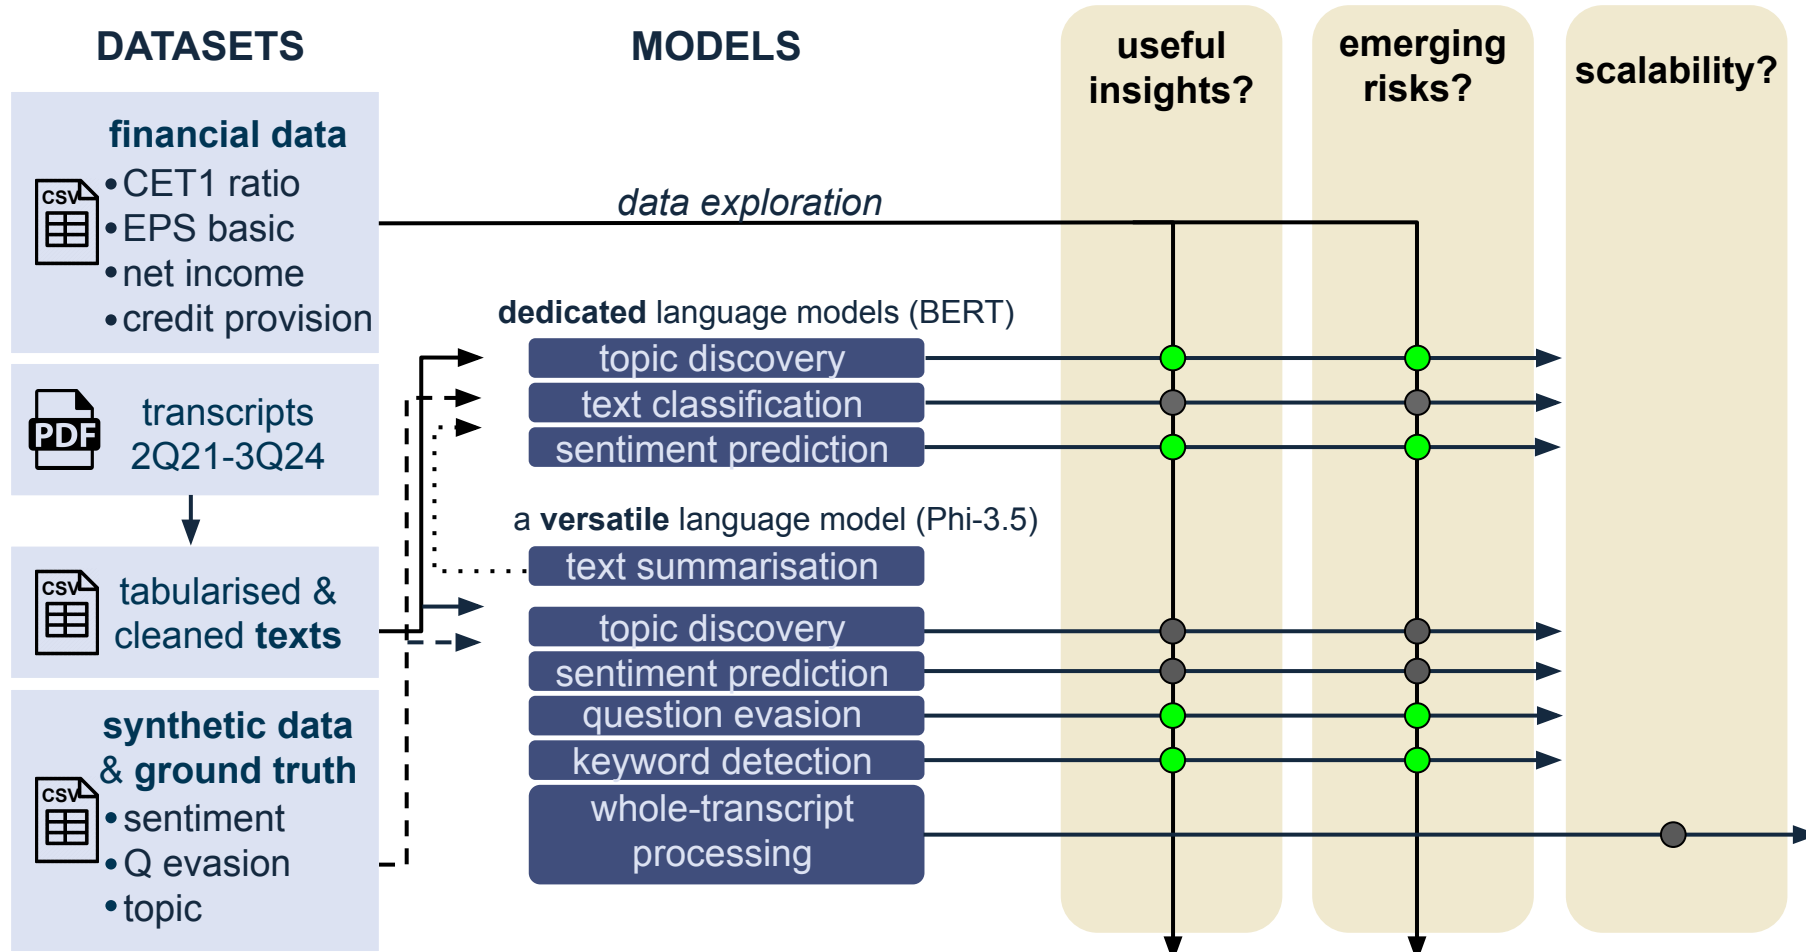 DATASETS
financial data
CSV
•CET1 ratio
•EPS basic
•net income
•credit provision
PDF
transcripts
2Q21-3Q24
CSV
tabularised &
cleaned texts
synthetic data
& ground truth
CSV
•sentiment
•Q evasion
•topic
MODELS
data exploration
dedicated language models (BERT)
topic discovery
text classification
sentiment prediction
a versatile language model (Phi-3.5)
text summarisation
topic discovery
sentiment prediction
question evasion
keyword detection
whole-transcript
processing
useful
insights?
emerging
risks?
scalability?